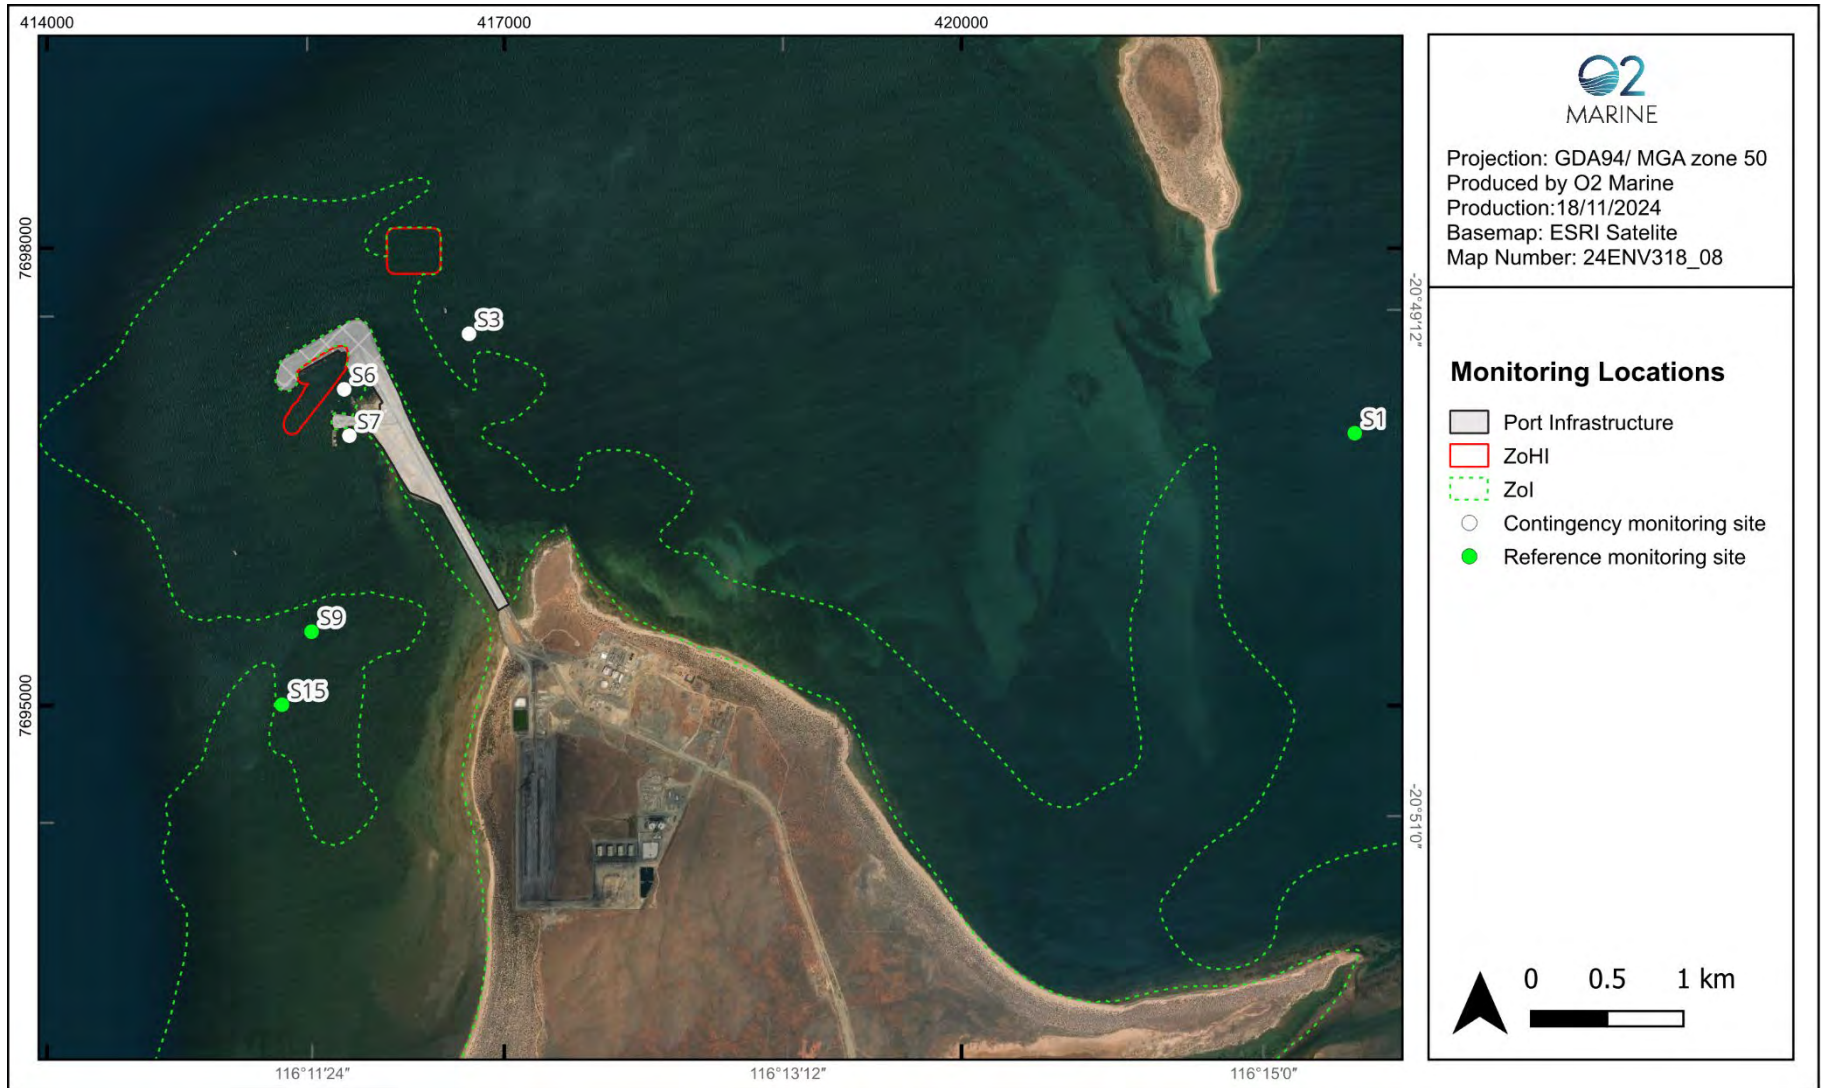 414000
417000
420000
7698000
7695000
S3
S6
S7
S1
S9
S15
-20°49'12"
-20°51'0"
116°11'24"
116°13'12"
116°15'0"
O2
MARINE
Projection: GDA94/ MGA zone 50
Produced by O2 Marine
Production:18/11/2024
Basemap: ESRI Satelite
Map Number: 24ENV318_08
Monitoring Locations
Port Infrastructure
ZoHI
ZoI
Contingency monitoring site
Reference monitoring site
0 0.5 1 km